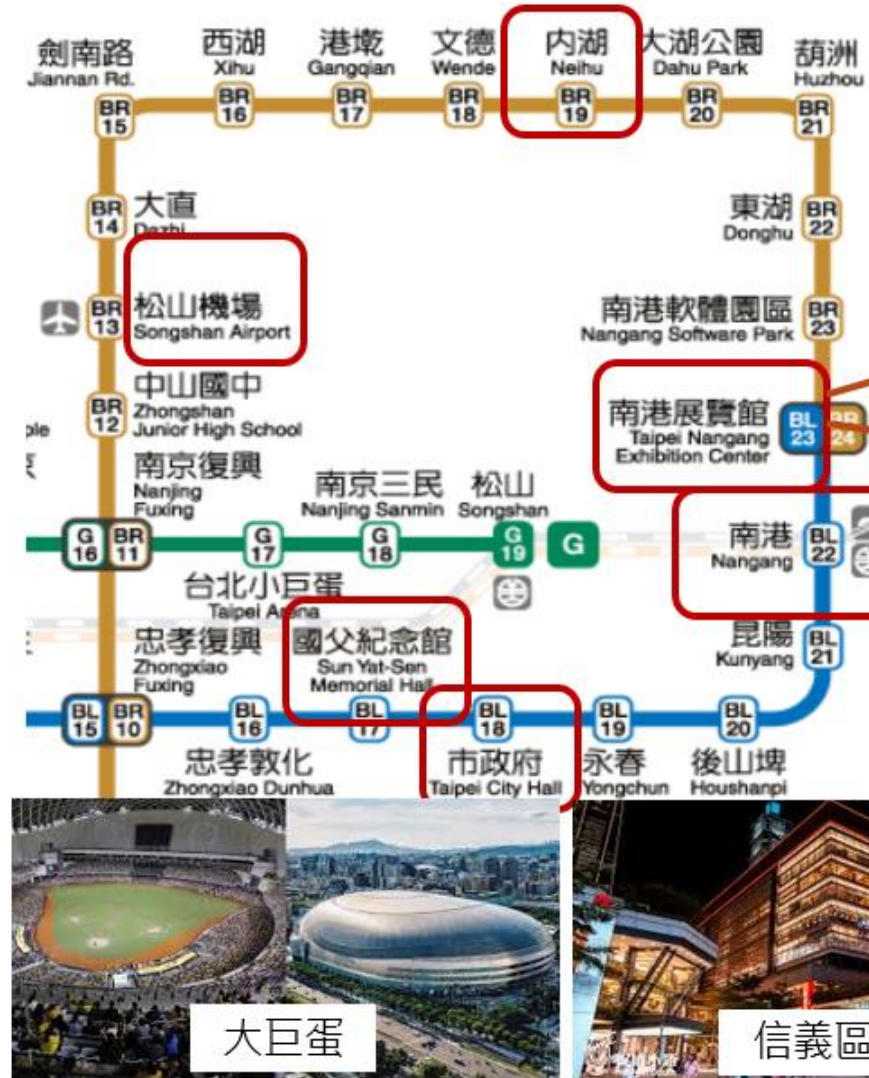 劍南路
Jiannan Rd.
西湖
Xihu
港墘
Gangqian
文德
Wende
內湖
Neihu
大湖公園
Dahu Park
葫洲
Huzhou
BR
15
BR
16
BR
17
BR
18
BR
19
BR
20
BR
21
BR
14
大直
Dazhi
東湖
Donghu
BR
22
BR
13
松山機場
Songshan Airport
南港軟體園區
Nangang Software Park
BR
23
BR
12
中山國中
Zhongshan
Junior High School
南港展覽館
Taipei Nangang
Exhibition Center
BL
23
BR
24
ple
南京復興
Nanjing
Fuxing
南京三民
Nanjing Sanmin
松山
Songshan
G
16
BR
11
G
17
G
18
G
19
G
南港
Nangang
BL
22
台北小巨蛋
Taipei Arena
忠孝復興
Zhongxiao
Fuxing
國父紀念館
Sun Yat-Sen
Memorial Hall
昆陽
Kunyang
BL
21
BL
15
BR
10
BL
16
BL
17
BL
18
BL
19
BL
20
忠孝敦化
Zhongxiao Dunhua
市政府
Taipei City Hall
永春
Yongchun
後山埤
Houshanpi
大巨蛋
信義區